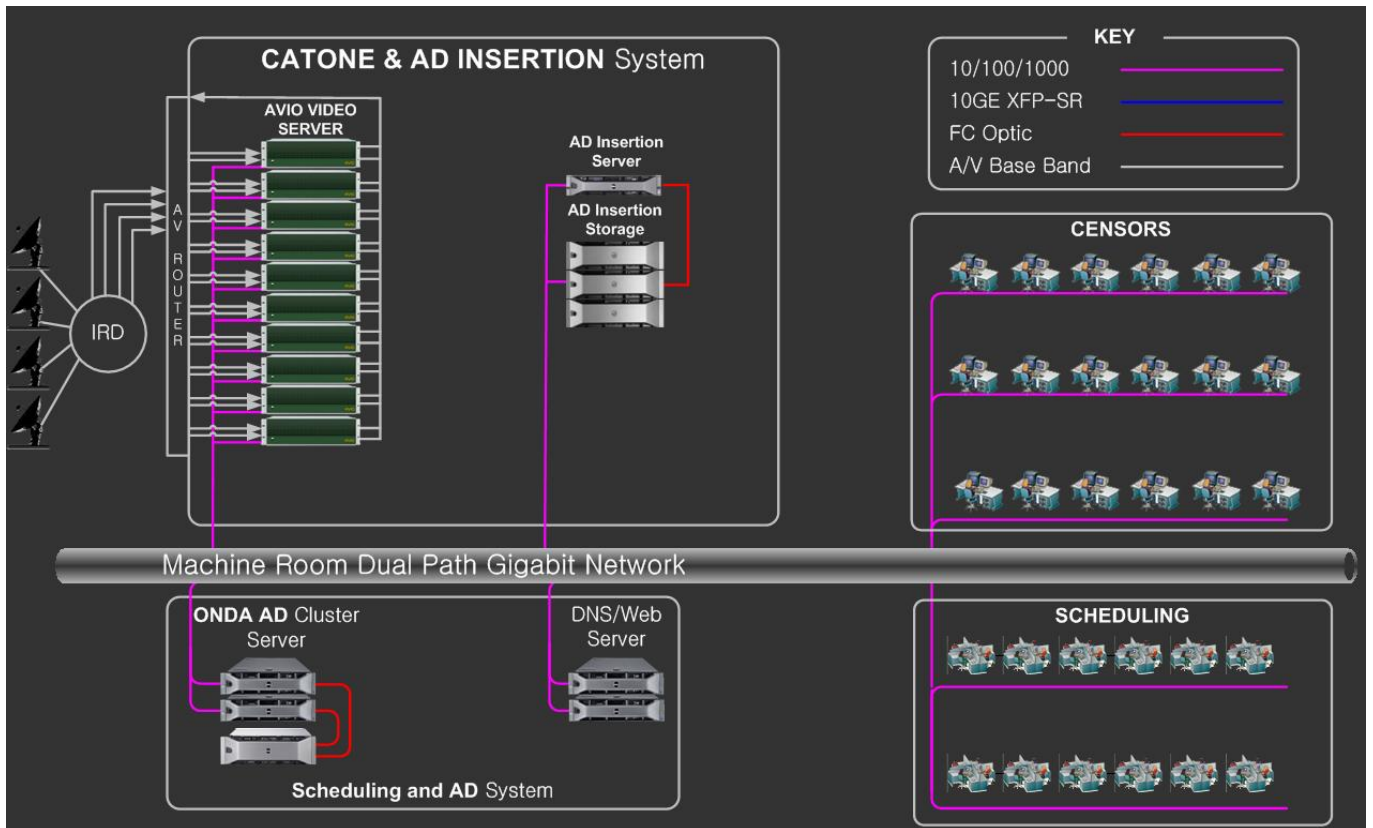 CATONE & AD INSERTION System
AVIO VIDEO
SERVER
AD Insertion
Server
AD Insertion
Storage
AV ROUTER
IRD
KEY
10/100/1000
10GE XFP-SR
FC Optic
A/V Base Band
CENSORS
Machine Room Dual Path Gigabit Network
ONDA AD Cluster
Server
DNS/Web
Server
Scheduling and AD System
SCHEDULING